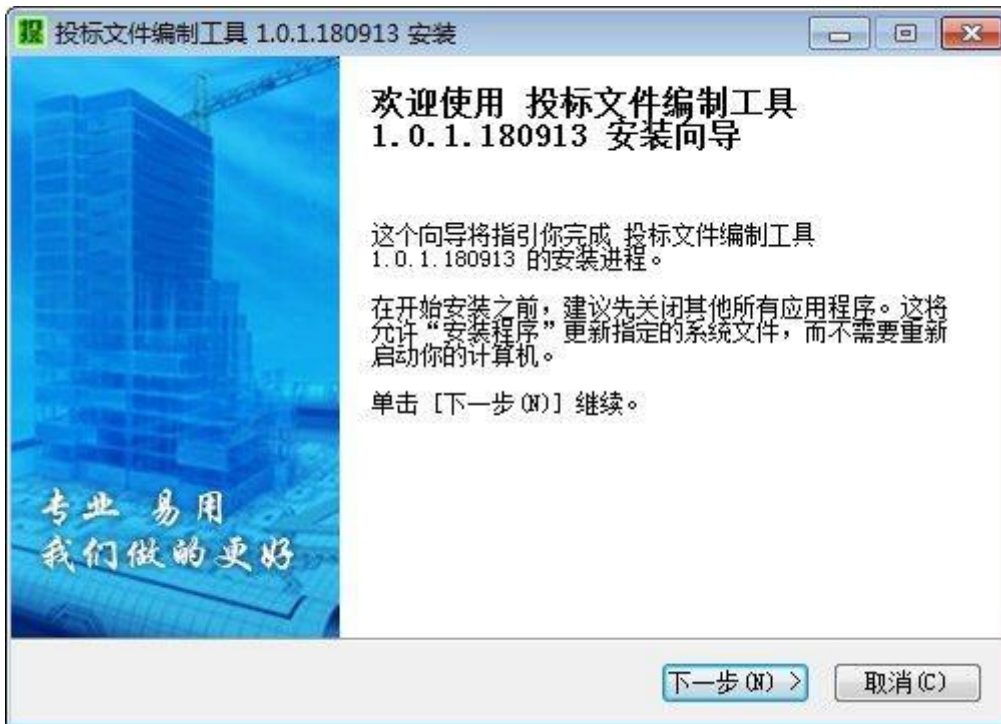 投 投标文件编制工具 1.0.1.180913 安装
欢迎使用 投标文件编制工具
1.0.1.180913 安装向导
这个向导将指引你完成 投标文件编制工具
1.0.1.180913 的安装进程。
在开始安装之前，建议先关闭其他所有应用程序。这将
允许“安装程序”更新指定的系统文件，而不需要重新
启动你的计算机。
单击 [下一步(N)] 继续。
专业 易用
我们做的更好
下一步(N) >
取消(C)